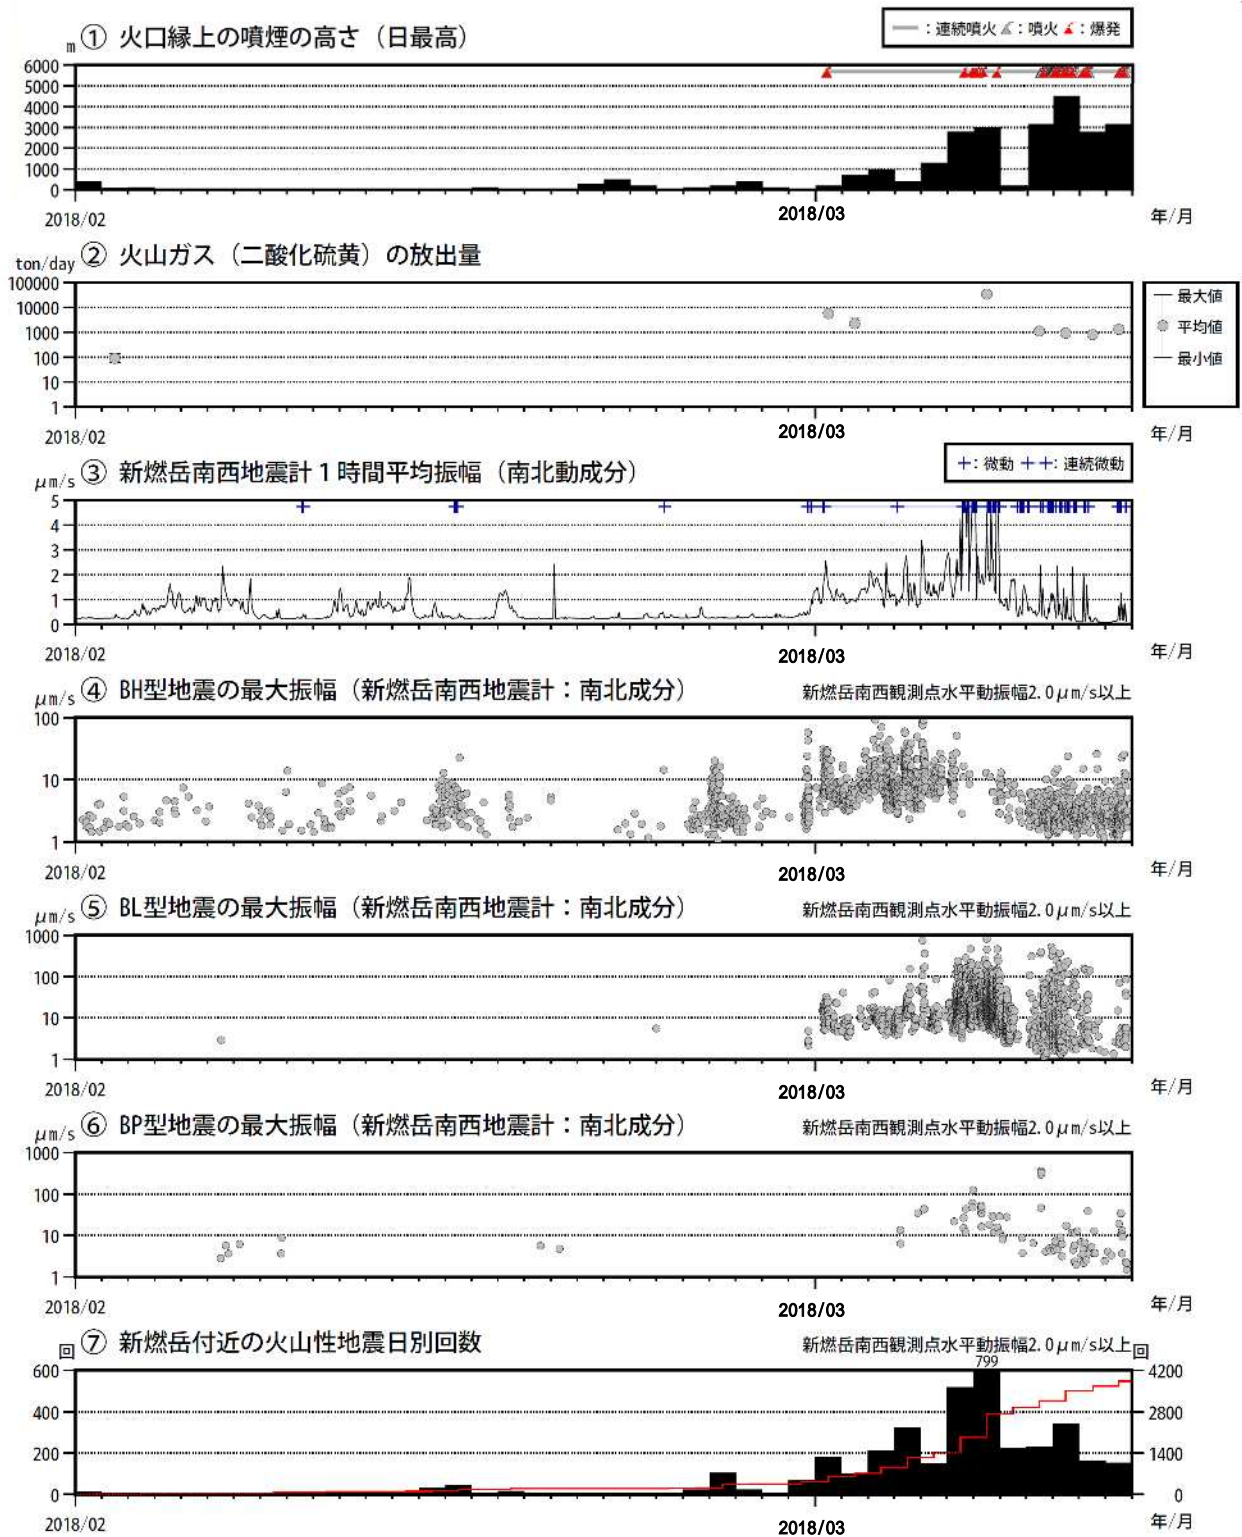 ① 火口縁上の噴煙の高さ（日最高）
━: 連続噴火 : 噴火 : 爆発
m
6000
5000
4000
3000
2000
1000
0
2018/02
2018/03
年/月
② 火山ガス（二酸化硫黄）の放出量
ton/day
100000
10000
1000
100
10
1
最大値
平均値
最小値
2018/02
2018/03
年/月
③ 新燃岳南西地震計１時間平均振幅（南北動成分）
+: 微動 + +: 連続微動
μm/s
5
4
3
2
1
0
2018/02
2018/03
年/月
④ BH型地震の最大振幅（新燃岳南西地震計：南北成分）
新燃岳南西観測点水平動振幅2.0μm/s以上
μm/s
100
10
1
2018/02
2018/03
年/月
⑤ BL型地震の最大振幅（新燃岳南西地震計：南北成分）
新燃岳南西観測点水平動振幅2.0μm/s以上
μm/s
1000
100
10
1
2018/02
2018/03
年/月
⑥ BP型地震の最大振幅（新燃岳南西地震計：南北成分）
新燃岳南西観測点水平動振幅2.0μm/s以上
μm/s
1000
100
10
1
2018/02
2018/03
年/月
⑦ 新燃岳付近の火山性地震日別回数
新燃岳南西観測点水平動振幅2.0μm/s以上
回
回
799
600
400
200
0
4200
2800
1400
0
2018/02
2018/03
年/月